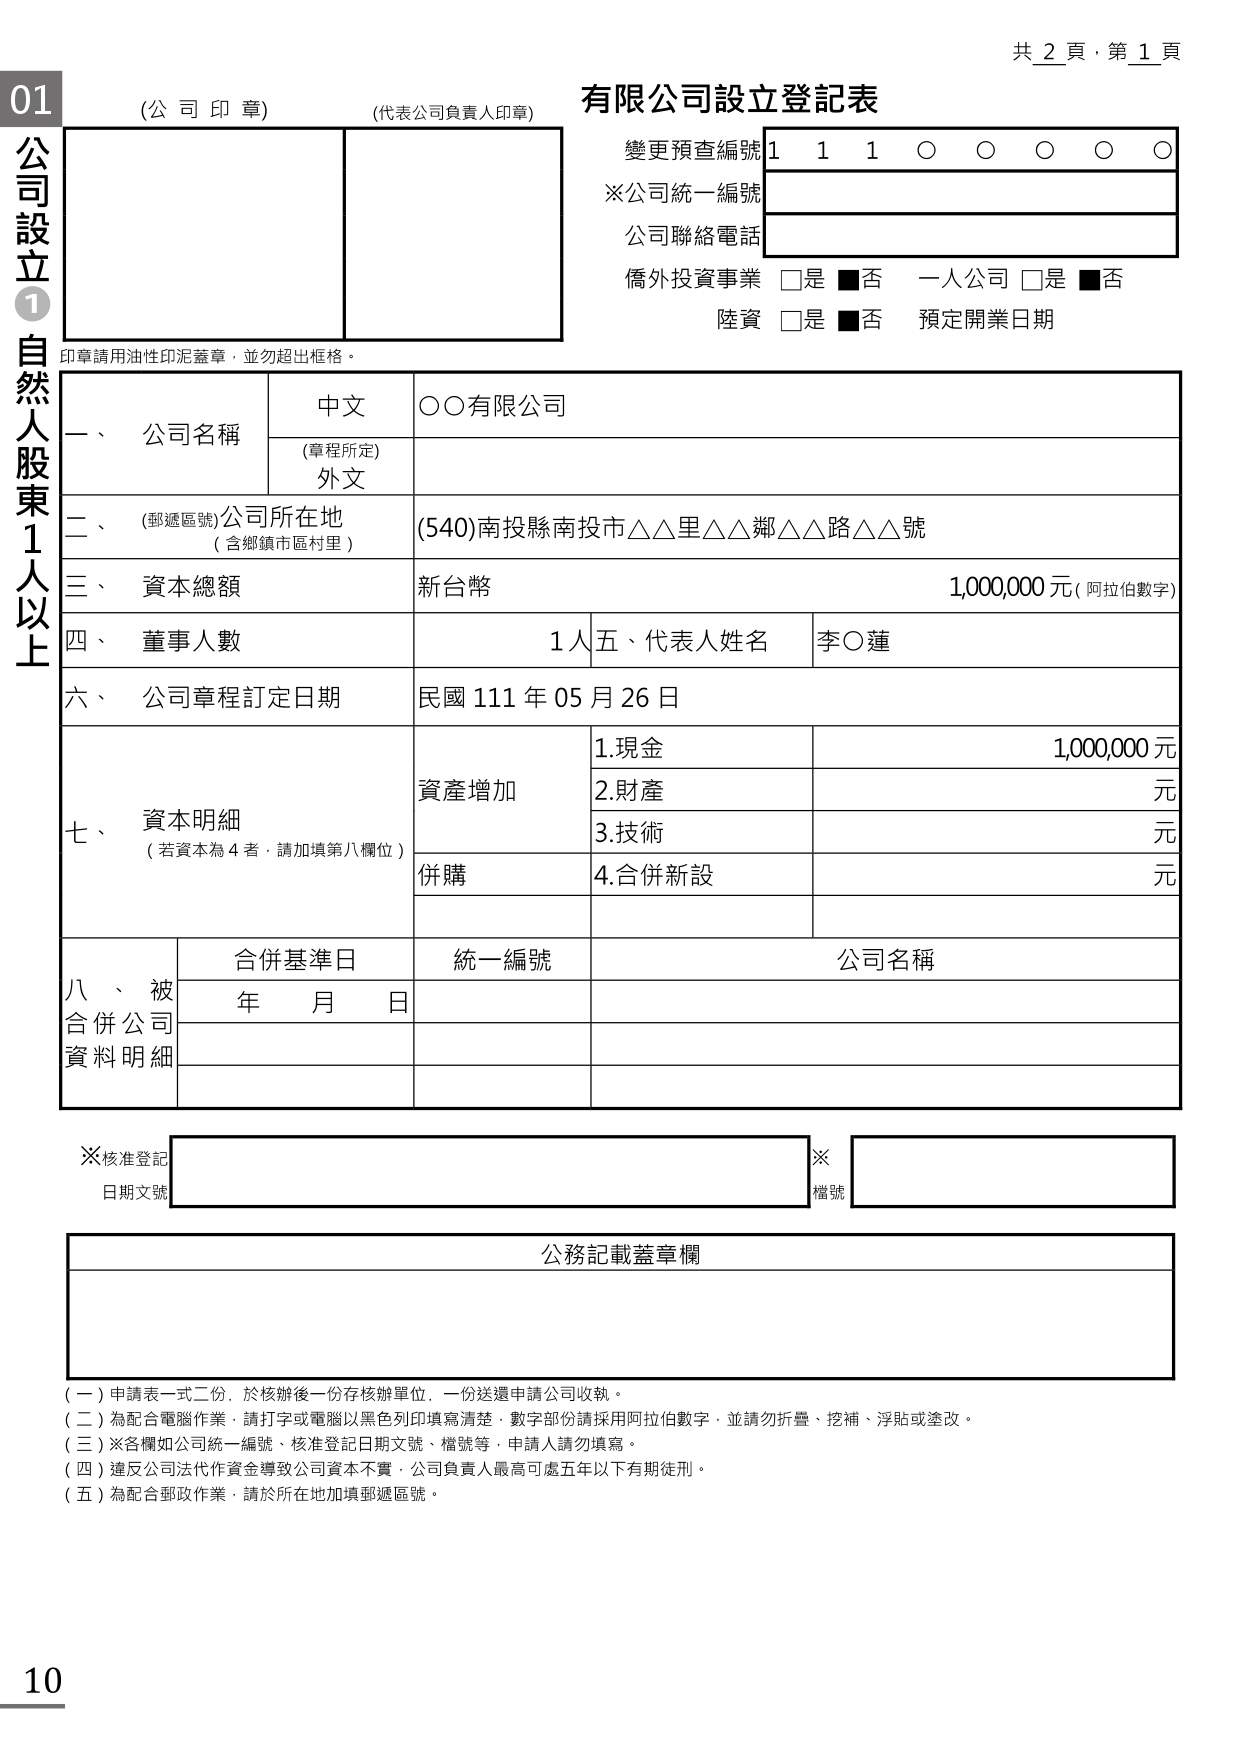 共 2 頁，第 1 頁
01
公司設立❶自然人股東1人以上
(公 司 印 章)
(代表公司負責人印章)
有限公司設立登記表
變更預查編號 1 1 1 ○ ○ ○ ○ ○
※公司統一編號
公司聯絡電話
僑外投資事業 □是 ■否 一人公司 □是 ■否
陸資 □是 ■否 預定開業日期
印章請用油性印泥蓋章，並勿超出框格。
一、 公司名稱 中文 ○○有限公司
(章程所定)
外文
二、 (郵遞區號)公司所在地
(含鄉鎮市區村里)
(540)南投縣南投市△△里△△鄰△△路△△號
三、 資本總額 新台幣 1,000,000 元(阿拉伯數字)
四、 董事人數 1人 五、代表人姓名 李○蓮
六、 公司章程訂定日期 民國 111 年 05 月 26 日
七、 資本明細
(若資本為4者，請加填第八欄位)
資產增加 1.現金 1,000,000 元
2.財產 元
3.技術 元
併購 4.合併新設 元
八、被
合併公司
資料明細
合併基準日 統一編號 公司名稱
年 月 日
※核准登記
日期文號
※
檔號
公務記載蓋章欄
(一)申請表一式二份，於核辦後一份存核辦單位，一份送還申請公司收執。
(二)為配合電腦作業，請打字或電腦以黑色列印填寫清楚，數字部份請採用阿拉伯數字，並請勿折疊、挖補、浮貼或塗改。
(三)※各欄如公司統一編號、核准登記日期文號、檔號等，申請人請勿填寫。
(四)違反公司法代作資金導致公司資本不實，公司負責人最高可處五年以下有期徒刑。
(五)為配合郵政作業，請於所在地加填郵遞區號。
10